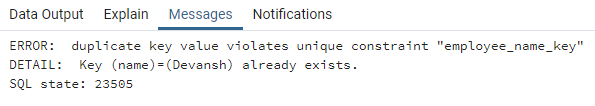 Data Output Explain Messages Notifications
ERROR:  duplicate key value violates unique constraint "employee_name_key"
DETAIL:  Key (name)=(Devansh) already exists.
SQL state: 23505